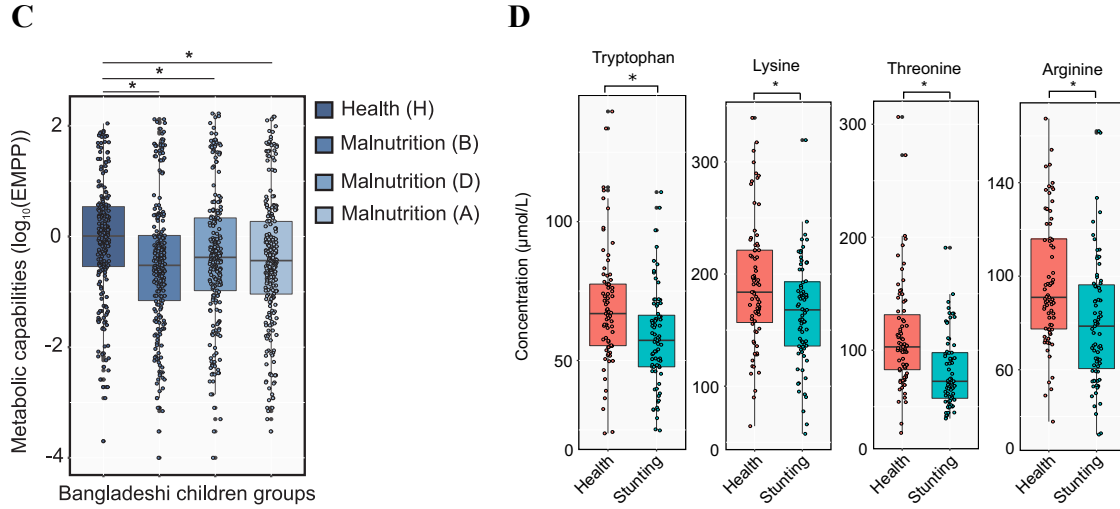 C
Metabolic capabilities (log₁₀(EMPP))
2
0
-2
-4
*
*
*
Bangladeshi children groups
Health (H)
Malnutrition (B)
Malnutrition (D)
Malnutrition (A)
D
Concentration (μmol/L)
Tryptophan
*
100
50
0
Health
Stunting
Lysine
*
300
200
100
0
Health
Stunting
Threonine
*
300
200
100
0
Health
Stunting
Arginine
*
140
100
60
0
Health
Stunting